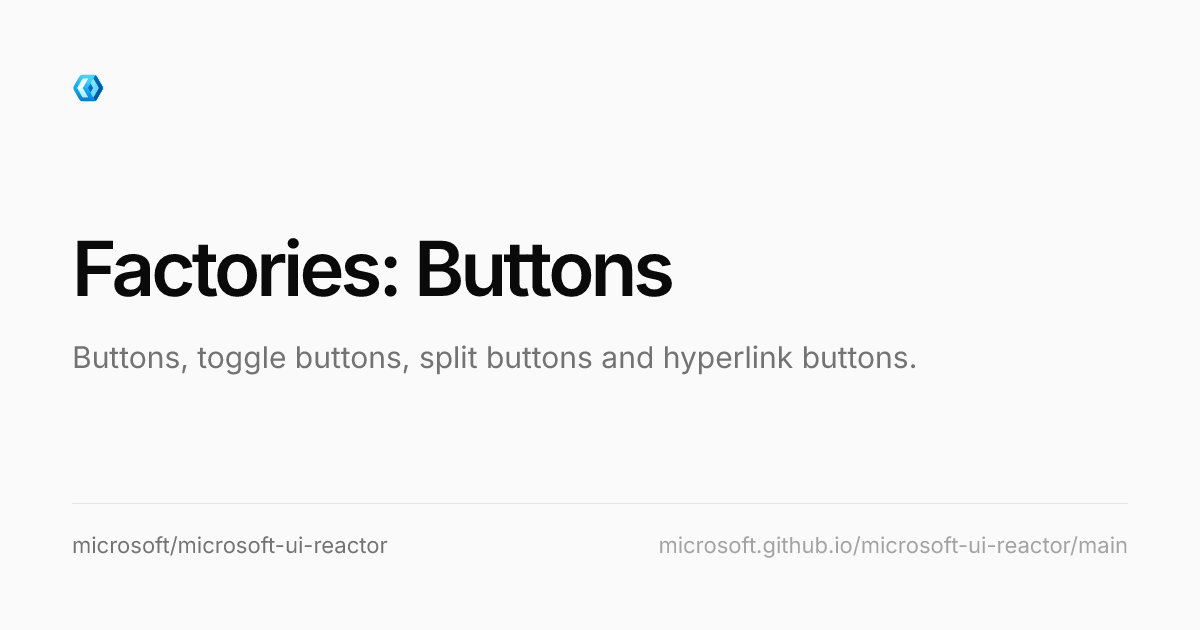 Factories: Buttons
Buttons, toggle buttons, split buttons and hyperlink buttons.
microsoft/microsoft-ui-reactor
microsoft.github.io/microsoft-ui-reactor/main